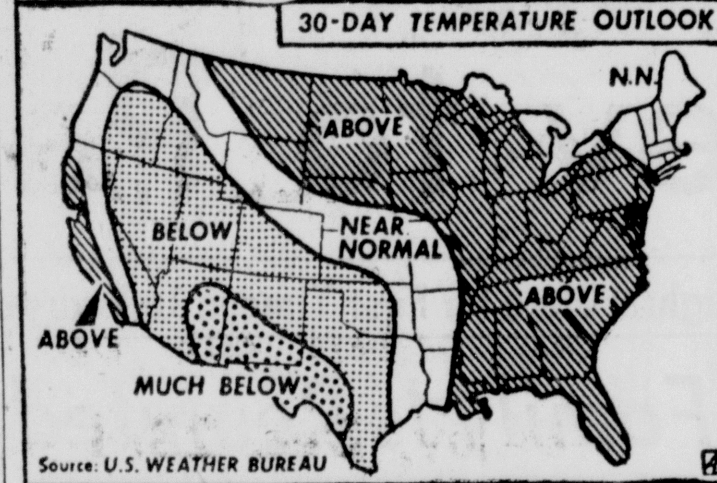 30-DAY TEMPERATURE OUTLOOK
N.N.
ABOVE
BELOW
NEAR
NORMAL
ABOVE
ABOVE
MUCH BELOW
Source: U.S. WEATHER BUREAU